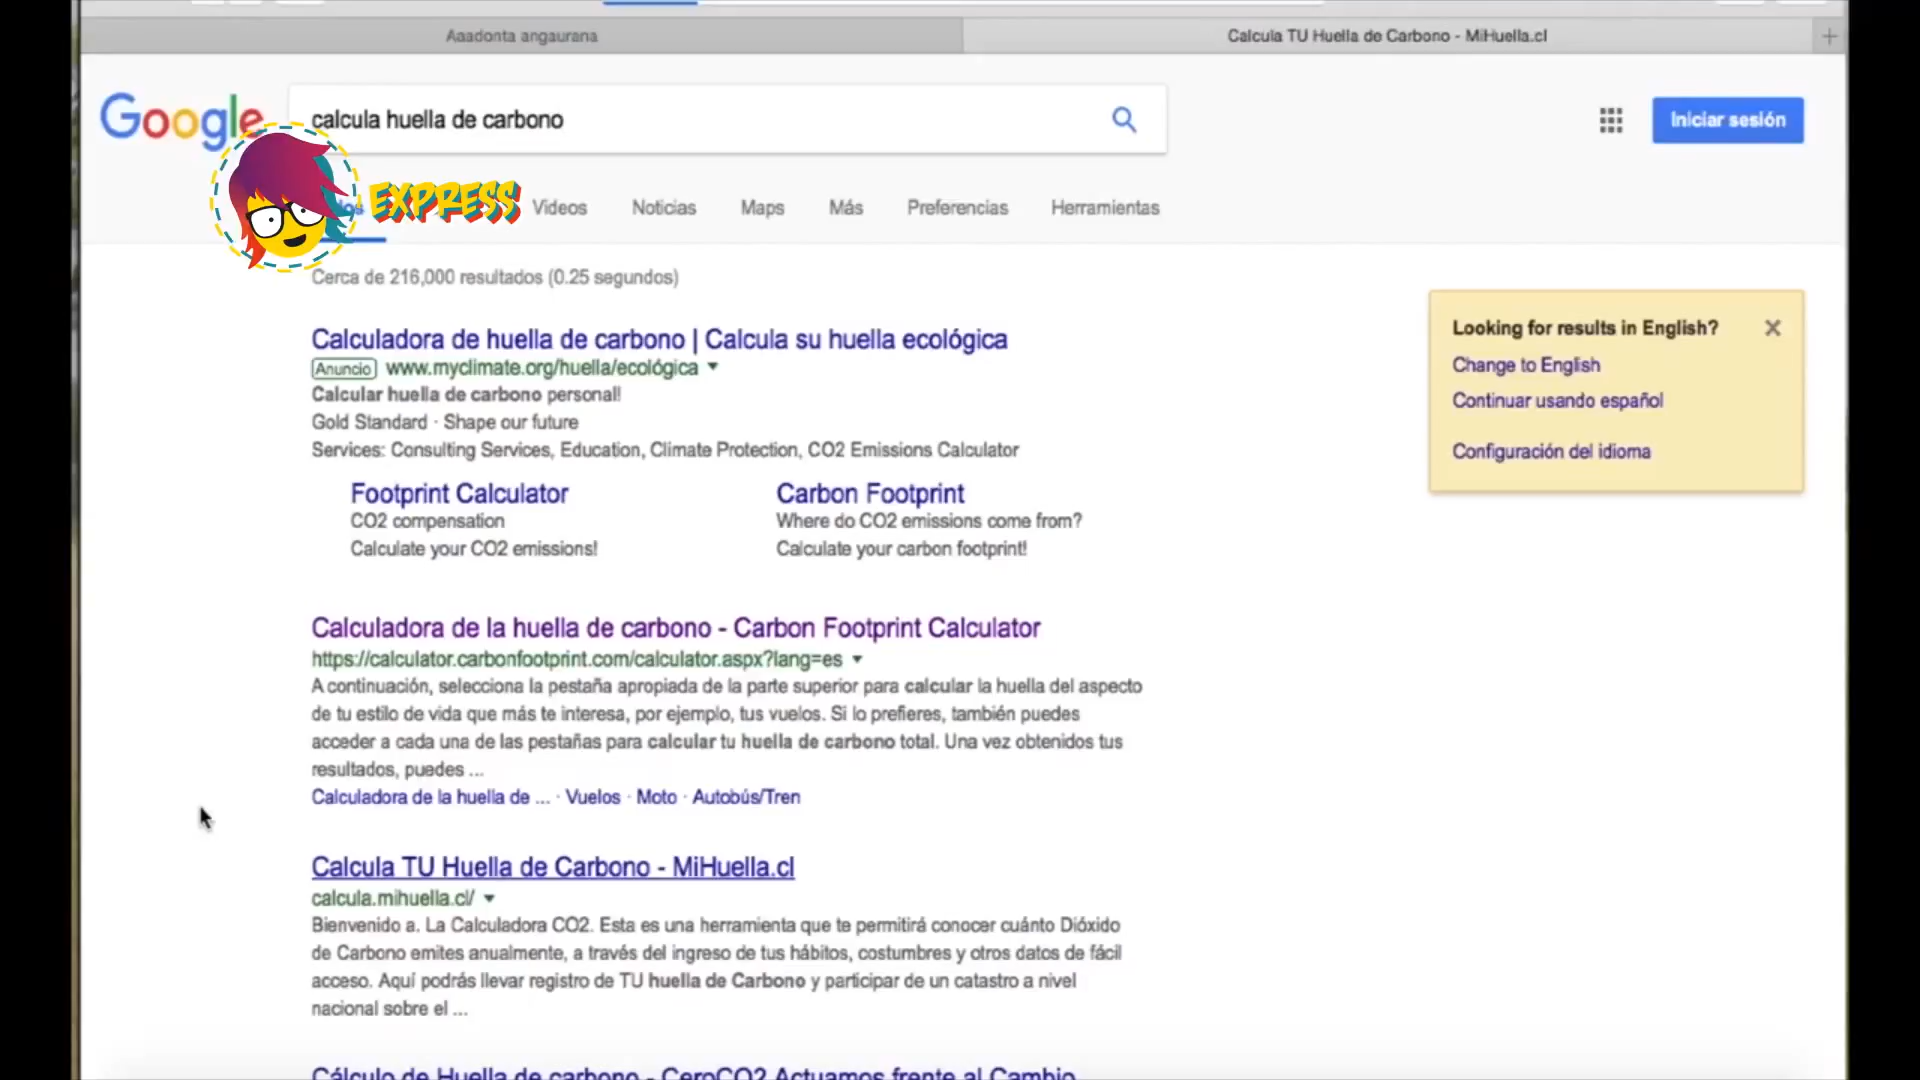 Aaadonta angaurana
Calcula TU Huella de Carbono - MiHuella.cl
Google
calcula huella de carbono
Iniciar sesión
EXPRESS
Videos
Noticias
Maps
Más
Preferencias
Herramientas
Cerca de 216,000 resultados (0.25 segundos)
Calculadora de huella de carbono | Calcula su huella ecológica
Anuncio www.myclimate.org/huella/ecológica
Calcular huella de carbono personal!
Gold Standard · Shape our future
Services: Consulting Services, Education, Climate Protection, CO2 Emissions Calculator
Footprint Calculator
CO2 compensation
Calculate your CO2 emissions!
Carbon Footprint
Where do CO2 emissions come from?
Calculate your carbon footprint!
Looking for results in English?
Change to English
Continuar usando español
Configuración del idioma
Calculadora de la huella de carbono - Carbon Footprint Calculator
https://calculator.carbonfootprint.com/calculator.aspx?lang=es
A continuación, selecciona la pestaña apropiada de la parte superior para calcular la huella del aspecto
de tu estilo de vida que más te interesa, por ejemplo, tus vuelos. Si lo prefieres, también puedes
acceder a cada una de las pestañas para calcular tu huella de carbono total. Una vez obtenidos tus
resultados, puedes ...
Calculadora de la huella de ... · Vuelos · Moto · Autobús/Tren
Calcula TU Huella de Carbono - MiHuella.cl
calcula.mihuella.cl/
Bienvenido a. La Calculadora CO2. Esta es una herramienta que te permitirá conocer cuánto Dióxido
de Carbono emites anualmente, a través del ingreso de tus hábitos, costumbres y otros datos de fácil
acceso. Aquí podrás llevar registro de TU huella de Carbono y participar de un catastro a nivel
nacional sobre el ...
Cálculo de Huella de carbono - CeroCO2 Actuamos frente al Cambio